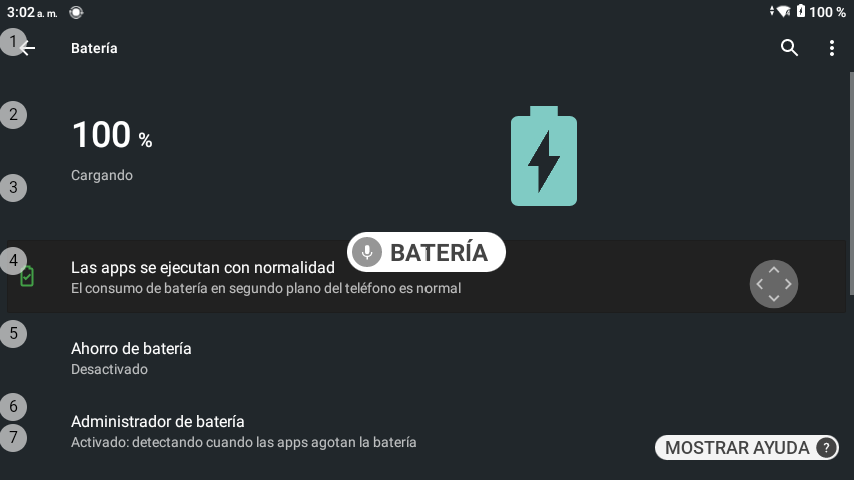 3:02 a. m.
100 %
1
Batería
2
100 %
3
Cargando
BATERÍA
4
Las apps se ejecutan con normalidad
El consumo de batería en segundo plano del teléfono es normal
5
Ahorro de batería
Desactivado
6
Administrador de batería
7
Activado: detectando cuando las apps agotan la batería
MOSTRAR AYUDA ?